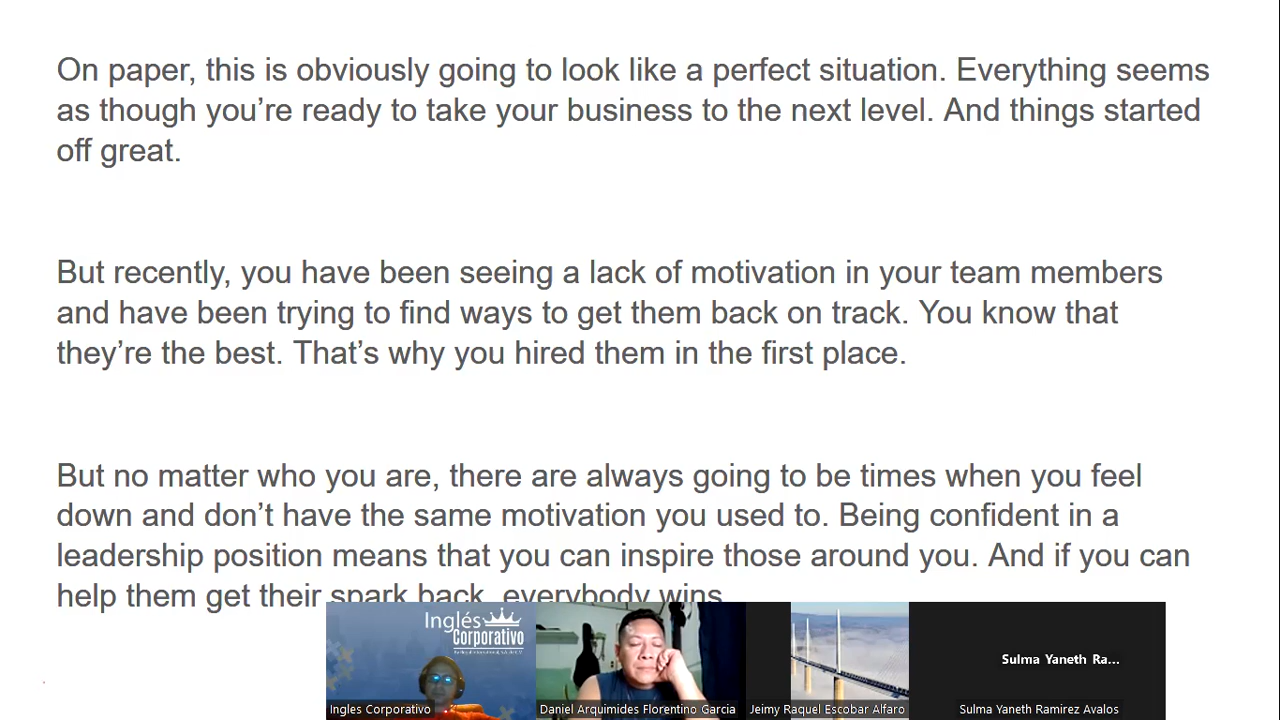 On paper, this is obviously going to look like a perfect situation. Everything seems
as though you’re ready to take your business to the next level. And things started
off great.
But recently, you have been seeing a lack of motivation in your team members
and have been trying to find ways to get them back on track. You know that
they’re the best. That’s why you hired them in the first place.
But no matter who you are, there are always going to be times when you feel
down and don’t have the same motivation you used to. Being confident in a
leadership position means that you can inspire those around you. And if you can
help them get their spark back, everybody wins
Inglés
Corporativo
Sulma Yaneth Ra...
Ingles Corporativo
Daniel Arquimides Florentino Garcia
Jeimy Raquel Escobar Alfaro
Sulma Yaneth Ramirez Avalos